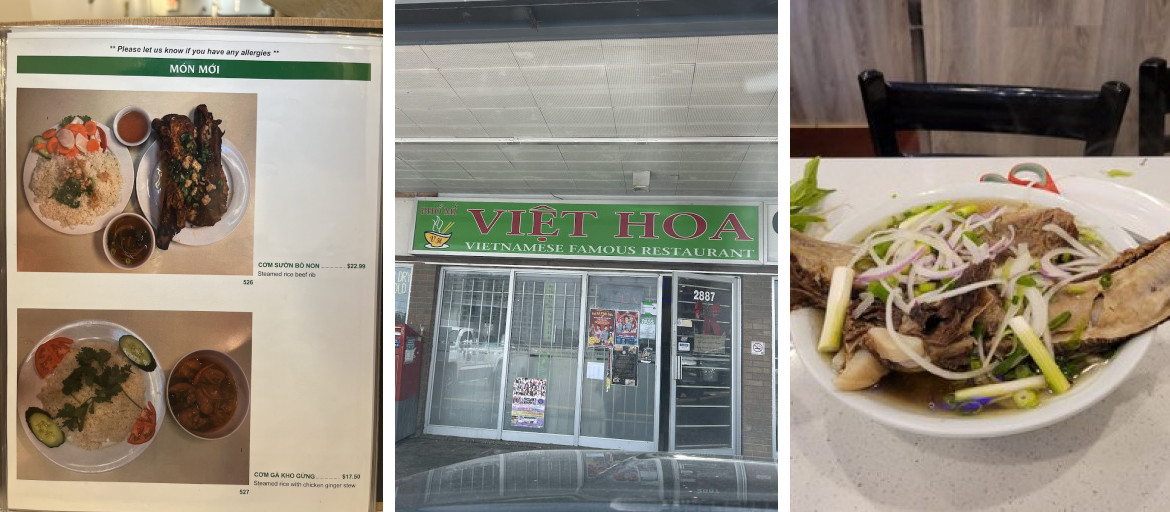 ** Please let us know if you have any allergies **
MÓN MỚI
CƠM SƯỜN BÒ NON ............ $22.99
Steamed rice beef rib
526
CƠM GÀ KHO GỪNG ............ $17.50
Steamed rice with chicken ginger stew
527
VIỆT HOA
VIETNAMESE FAMOUS RESTAURANT
2887